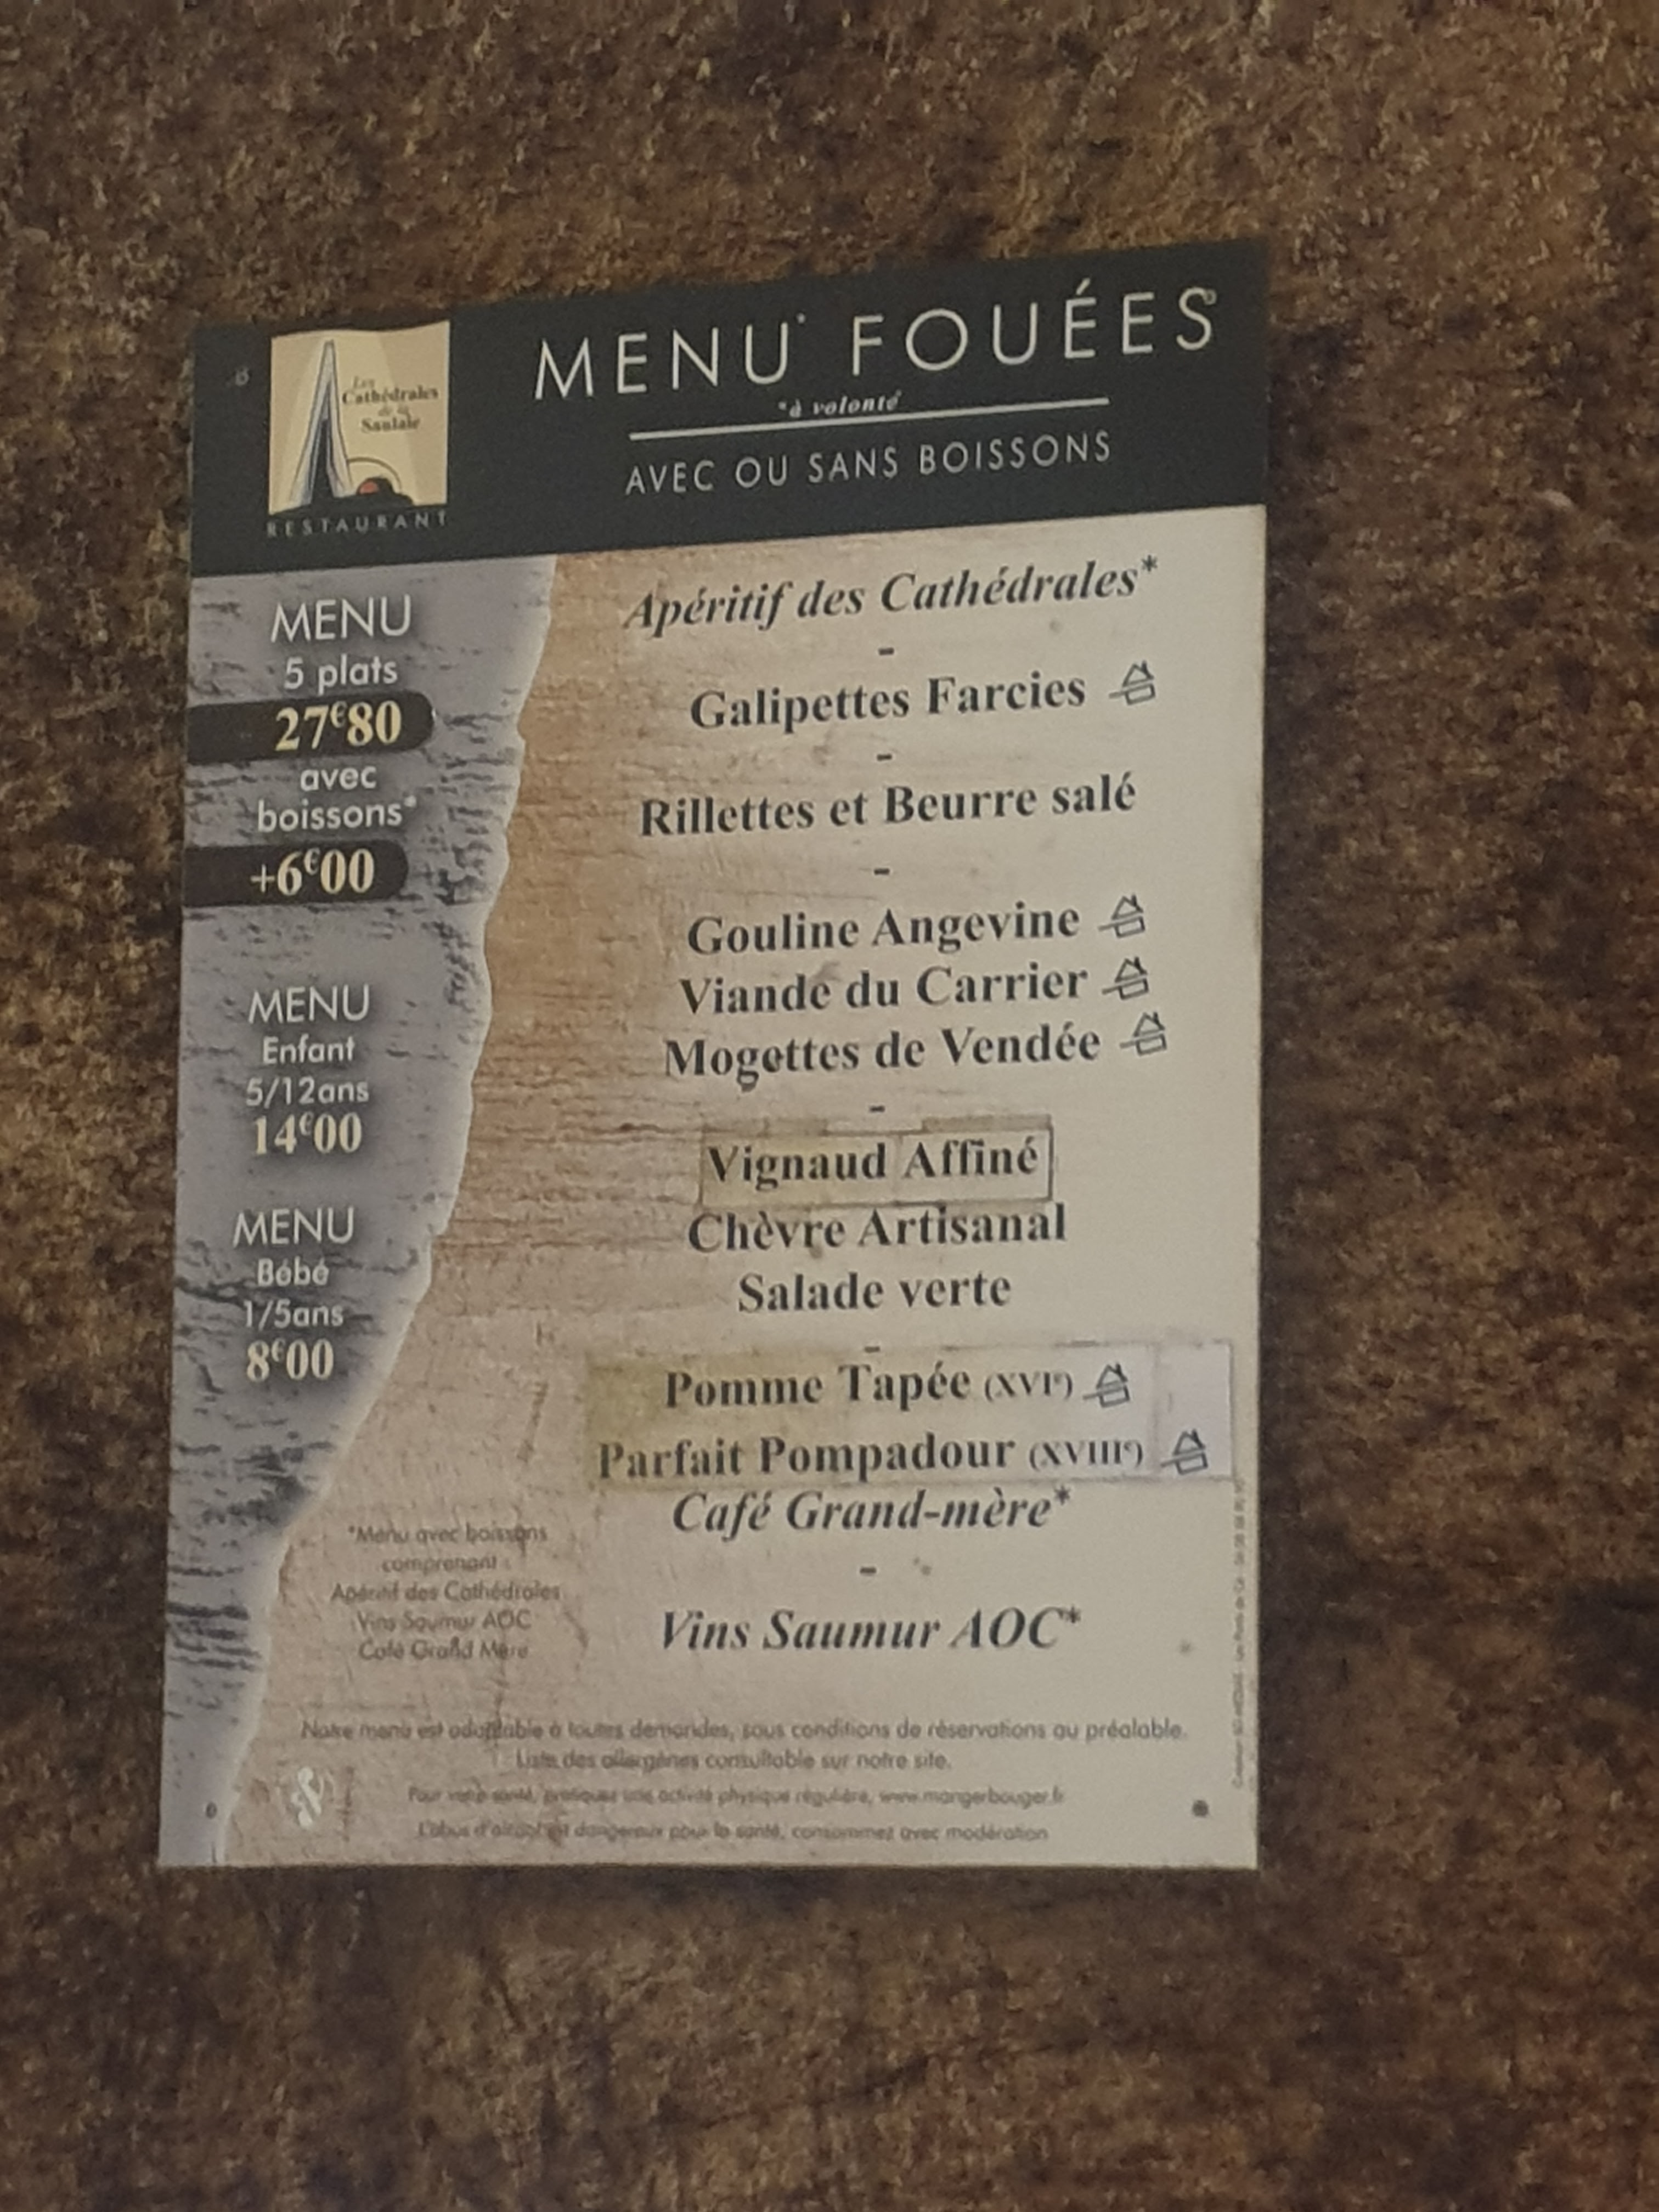 Les
Cathédrales
de la
Saulaie
RESTAURANT
MENU* FOUÉES
*à volonté
AVEC OU SANS BOISSONS
MENU
5 plats
27€80
avec
boissons*
+6€00
MENU
Enfant
5/12ans
14€00
MENU
Bébé
1/5ans
8€00
Apéritif des Cathédrales*
-
Galipettes Farcies
-
Rillettes et Beurre salé
-
Gouline Angevine
Viande du Carrier
Mogettes de Vendée
-
Vignaud Affiné
Chèvre Artisanal
Salade verte
-
Pomme Tapée (XVIe)
Parfait Pompadour (XVIIIe)
Café Grand-mère*
-
Vins Saumur AOC*
*Menu avec boissons
comprenant :
Apéritif des Cathédrales
Vins Saumur AOC
Café Grand Mère
Notre menu est adaptable à toutes demandes, sous conditions de réservations au préalable.
Liste des allergènes consultable sur notre site.
Pour votre santé, pratiquez une activité physique régulière, www.mangerbouger.fr
L'abus d'alcool est dangereux pour la santé, consommez avec modération